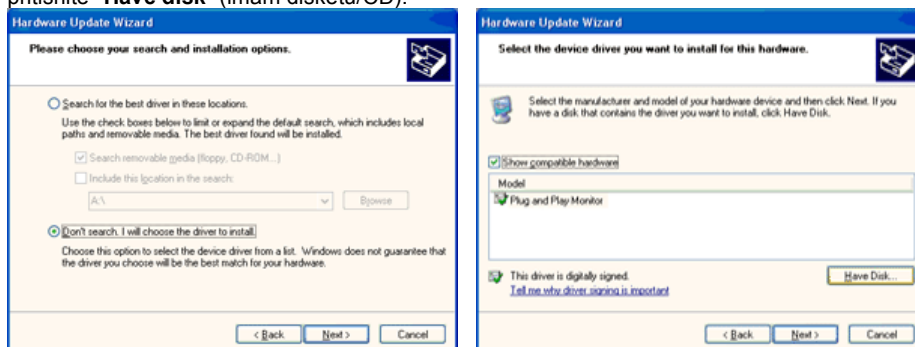 pritisnite "Have disk" (imam disketu/CD).
Hardware Update Wizard
Please choose your search and installation options.
Search for the best driver in these locations.
Use the check boxes below to limit or expand the default search, which includes local
paths and removable media. The best driver found will be installed.
Search removable media (floppy, CD-ROM...)
Include this location in the search:
A:\
Browse
Don't search. I will choose the driver to install.
Choose this option to select the device driver from a list. Windows does not guarantee that
the driver you choose will be the best match for your hardware.
< Back
Next >
Cancel
Hardware Update Wizard
Select the device driver you want to install for this hardware.
Select the manufacturer and model of your hardware device and then click Next. If you
have a disk that contains the driver you want to install, click Have Disk.
Show compatible hardware
Model
Plug and Play Monitor
This driver is digitally signed.
Tell me why driver signing is important
Have Disk...
< Back
Next >
Cancel